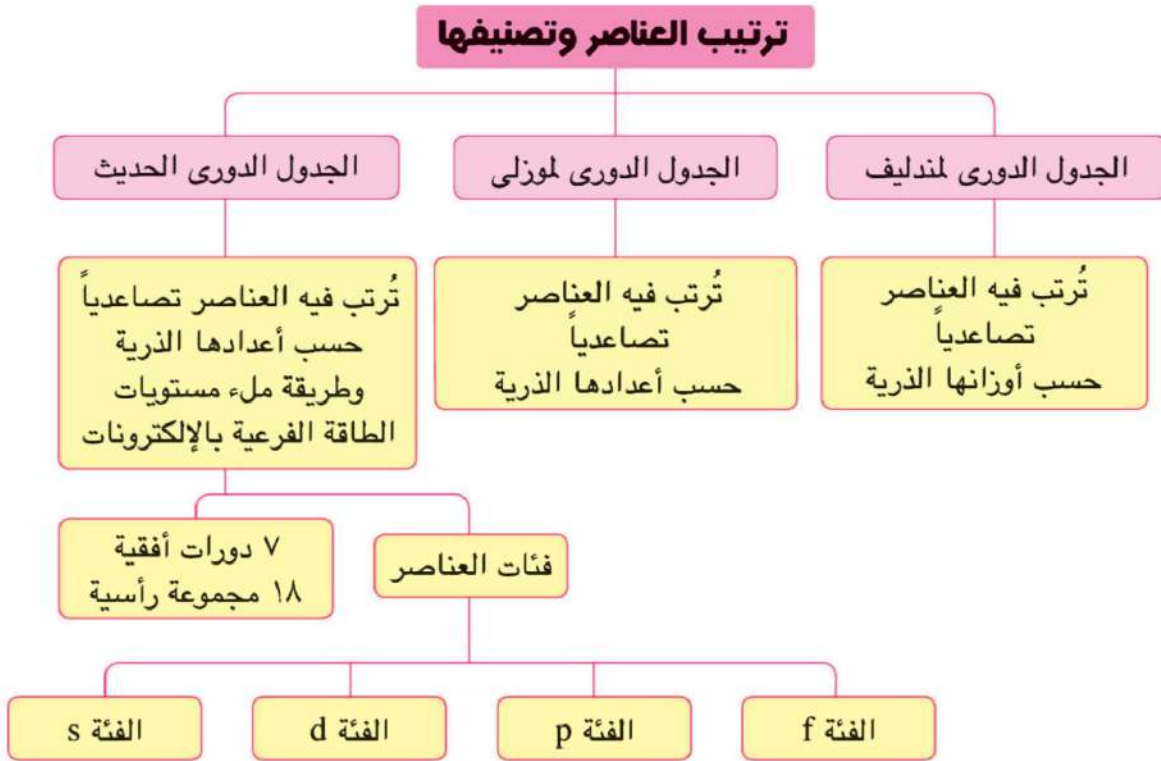 ترتيب العناصر وتصنيفها
الجدول الدورى لمندليف
الجدول الدورى لموزلى
الجدول الدورى الحديث
تُرتب فيه العناصر
تصاعدياً
حسب أوزانها الذرية
تُرتب فيه العناصر
تصاعدياً
حسب أعدادها الذرية
تُرتب فيه العناصر تصاعدياً
حسب أعدادها الذرية
وطريقة ملء مستويات
الطاقة الفرعية بالإلكترونات
فئات العناصر
٧ دورات أفقية
١٨ مجموعة رأسية
الفئة f
الفئة p
الفئة d
الفئة s